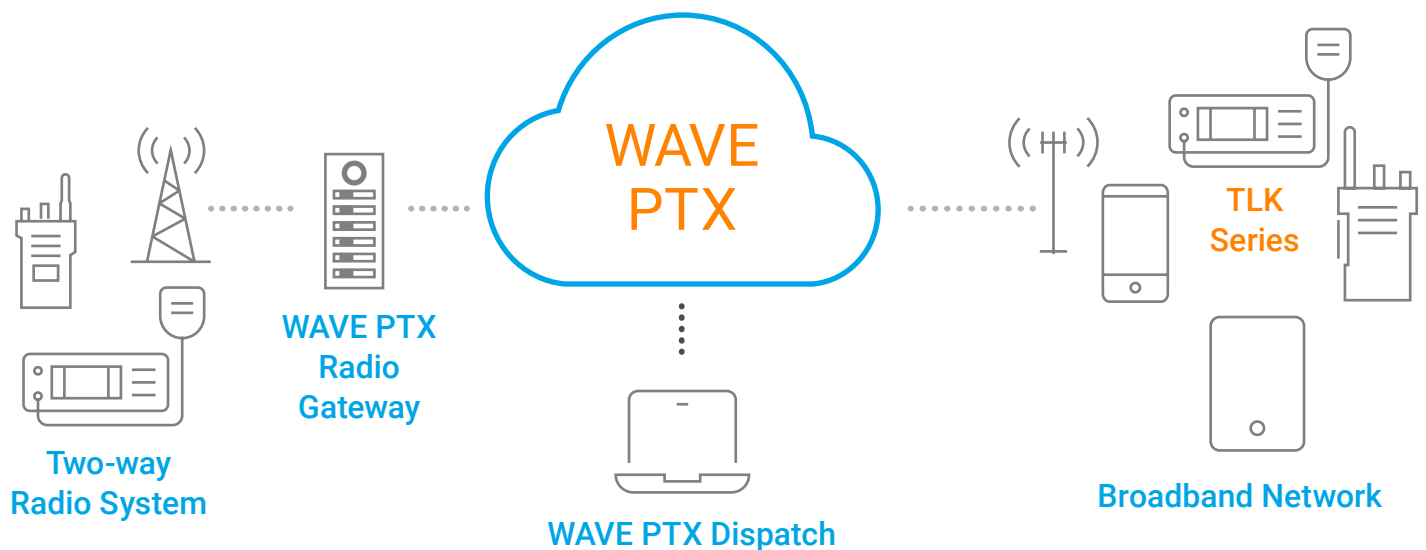 WAVE
PTX
TLK
Series
WAVE PTX
Radio
Gateway
Two-way
Radio System
WAVE PTX Dispatch
Broadband Network